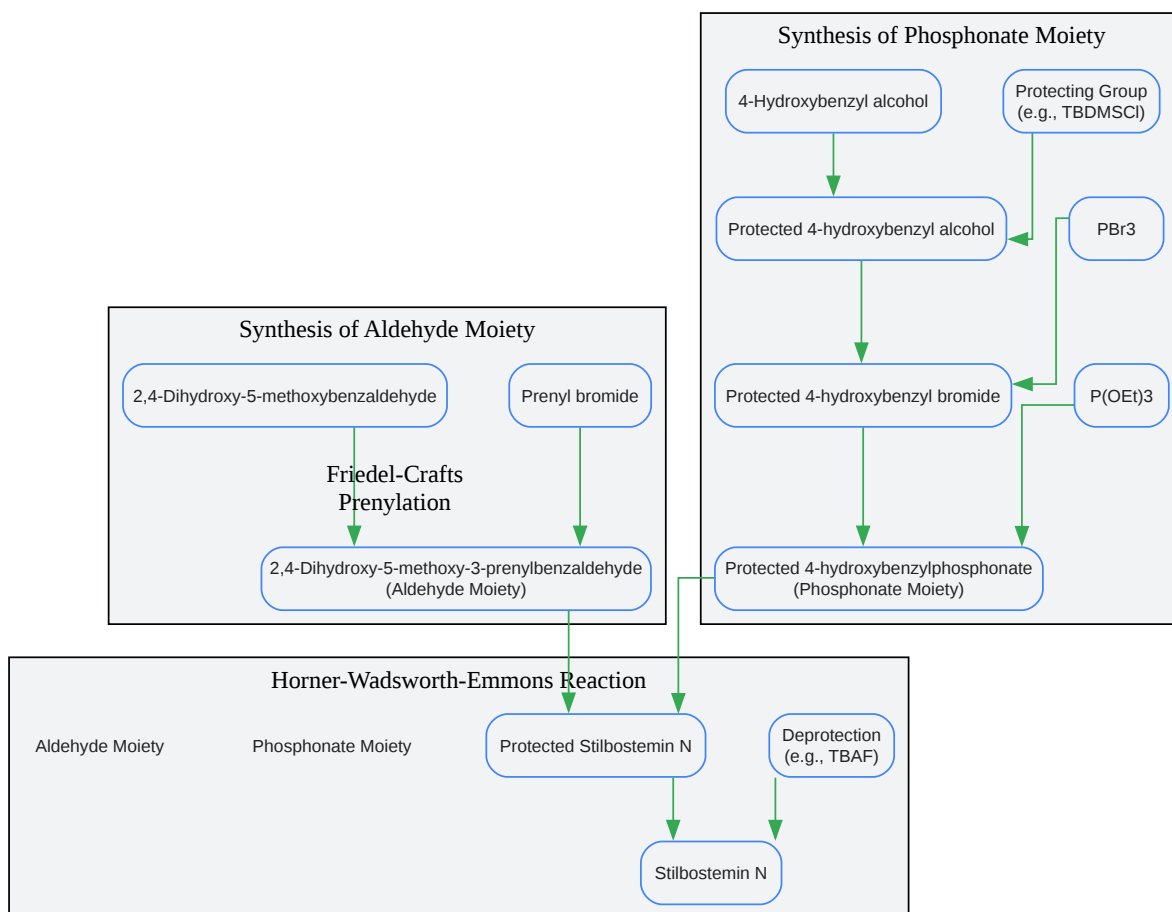 Synthesis of Phosphonate Moiety
4-Hydroxybenzyl alcohol
Protecting Group
(e.g., TBDMSCl)
Protected 4-hydroxybenzyl alcohol
PBr3
Synthesis of Aldehyde Moiety
2,4-Dihydroxy-5-methoxybenzaldehyde
Prenyl bromide
Protected 4-hydroxybenzyl bromide
P(OEt)3
Friedel-Crafts
Prenylation
2,4-Dihydroxy-5-methoxy-3-prenylbenzaldehyde
(Aldehyde Moiety)
Protected 4-hydroxybenzylphosphonate
(Phosphonate Moiety)
Horner-Wadsworth-Emmons Reaction
Aldehyde Moiety
Phosphonate Moiety
Protected Stilbostemin N
Deprotection
(e.g., TBAF)
Stilbostemin N